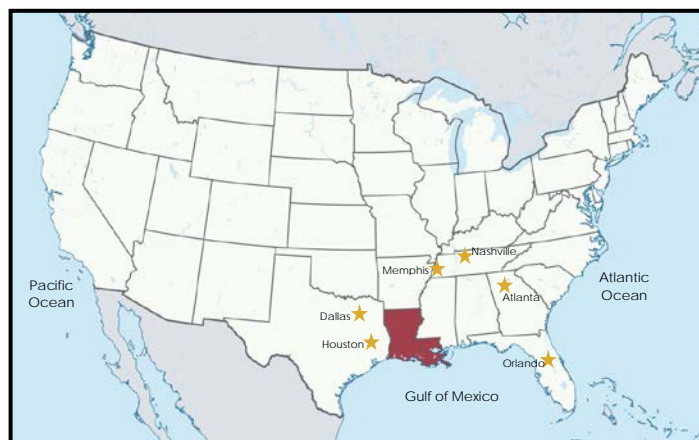 Nashville
Memphis
Pacific
Ocean
Atlantic
Ocean
Atlanta
Dallas
Houston
Orlando
Gulf of Mexico